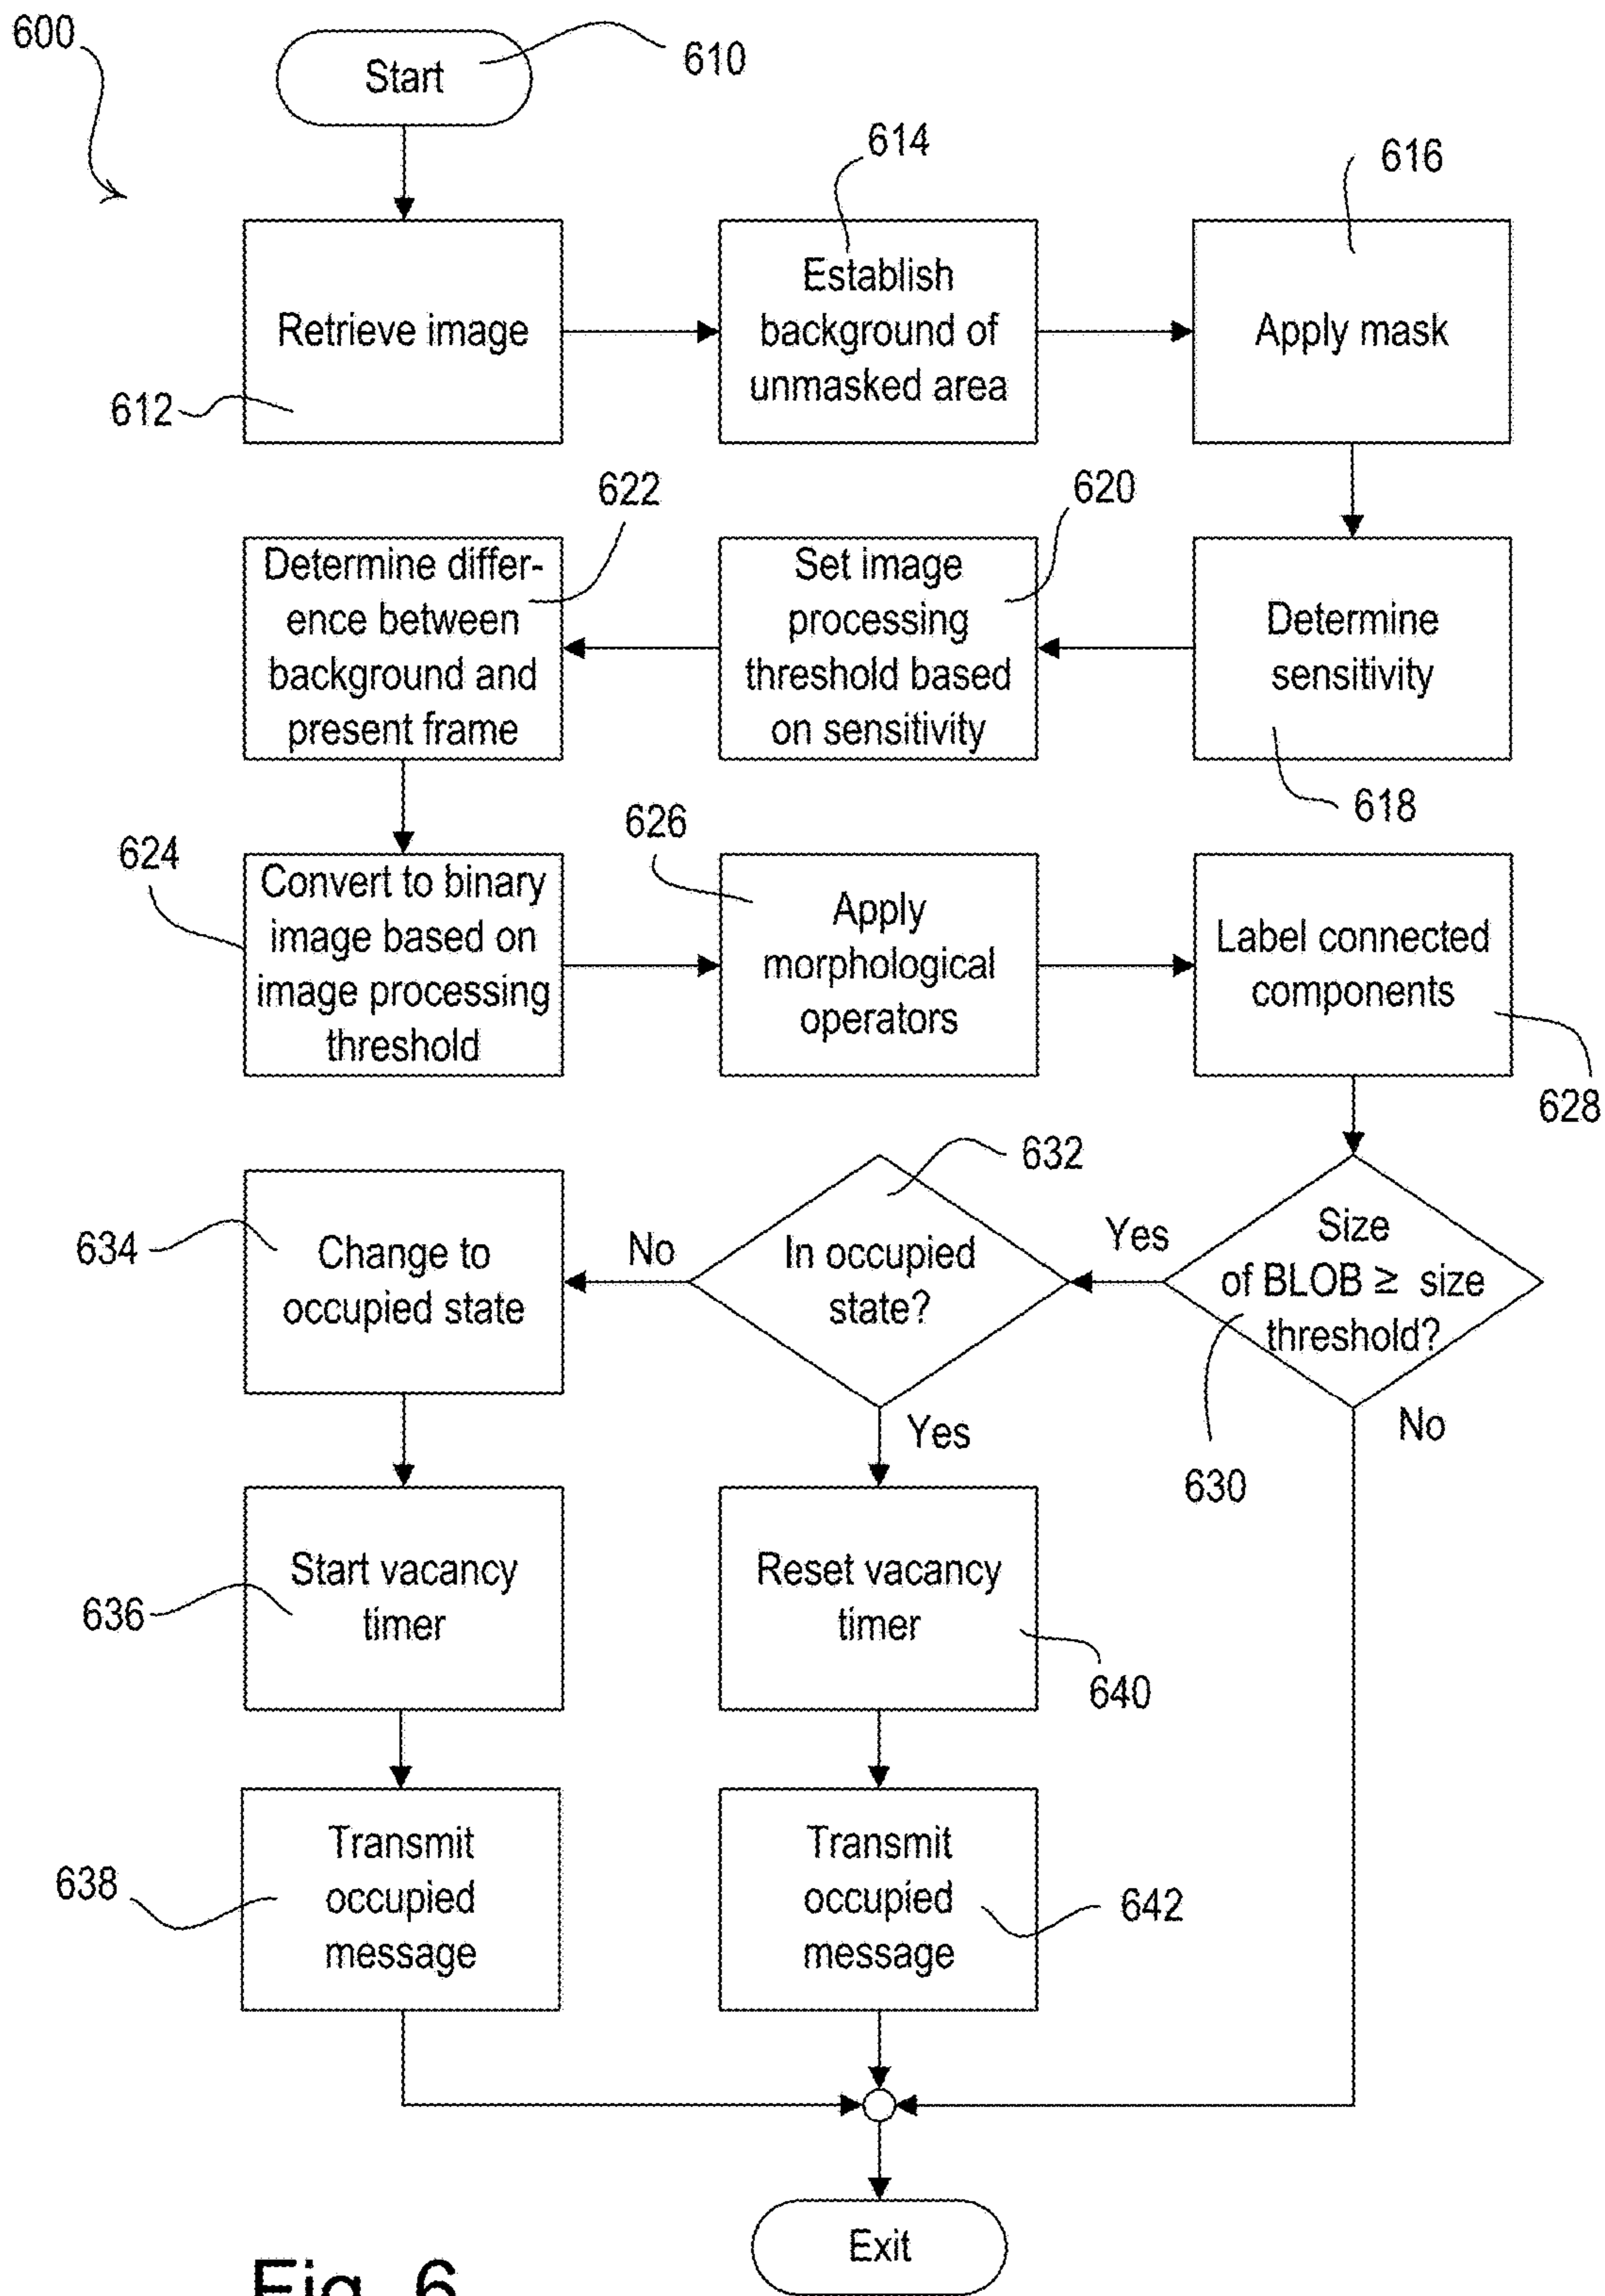 600
Start
610
614
616
Retrieve image
612
Establish
background of
unmasked area
Apply mask
622
620
Determine differ-
ence between
background and
present frame
Set image
processing
threshold based
on sensitivity
Determine
sensitivity
618
624
626
Convert to binary
image based on
image processing
threshold
Apply
morphological
operators
Label connected
components
628
632
634
Change to
occupied state
No
In occupied
state?
Yes
Size
of BLOB ≥ size
threshold?
Yes
No
630
636
Start vacancy
timer
Reset vacancy
timer
640
638
Transmit
occupied
message
Transmit
occupied
message
642
Exit
Fig. 6